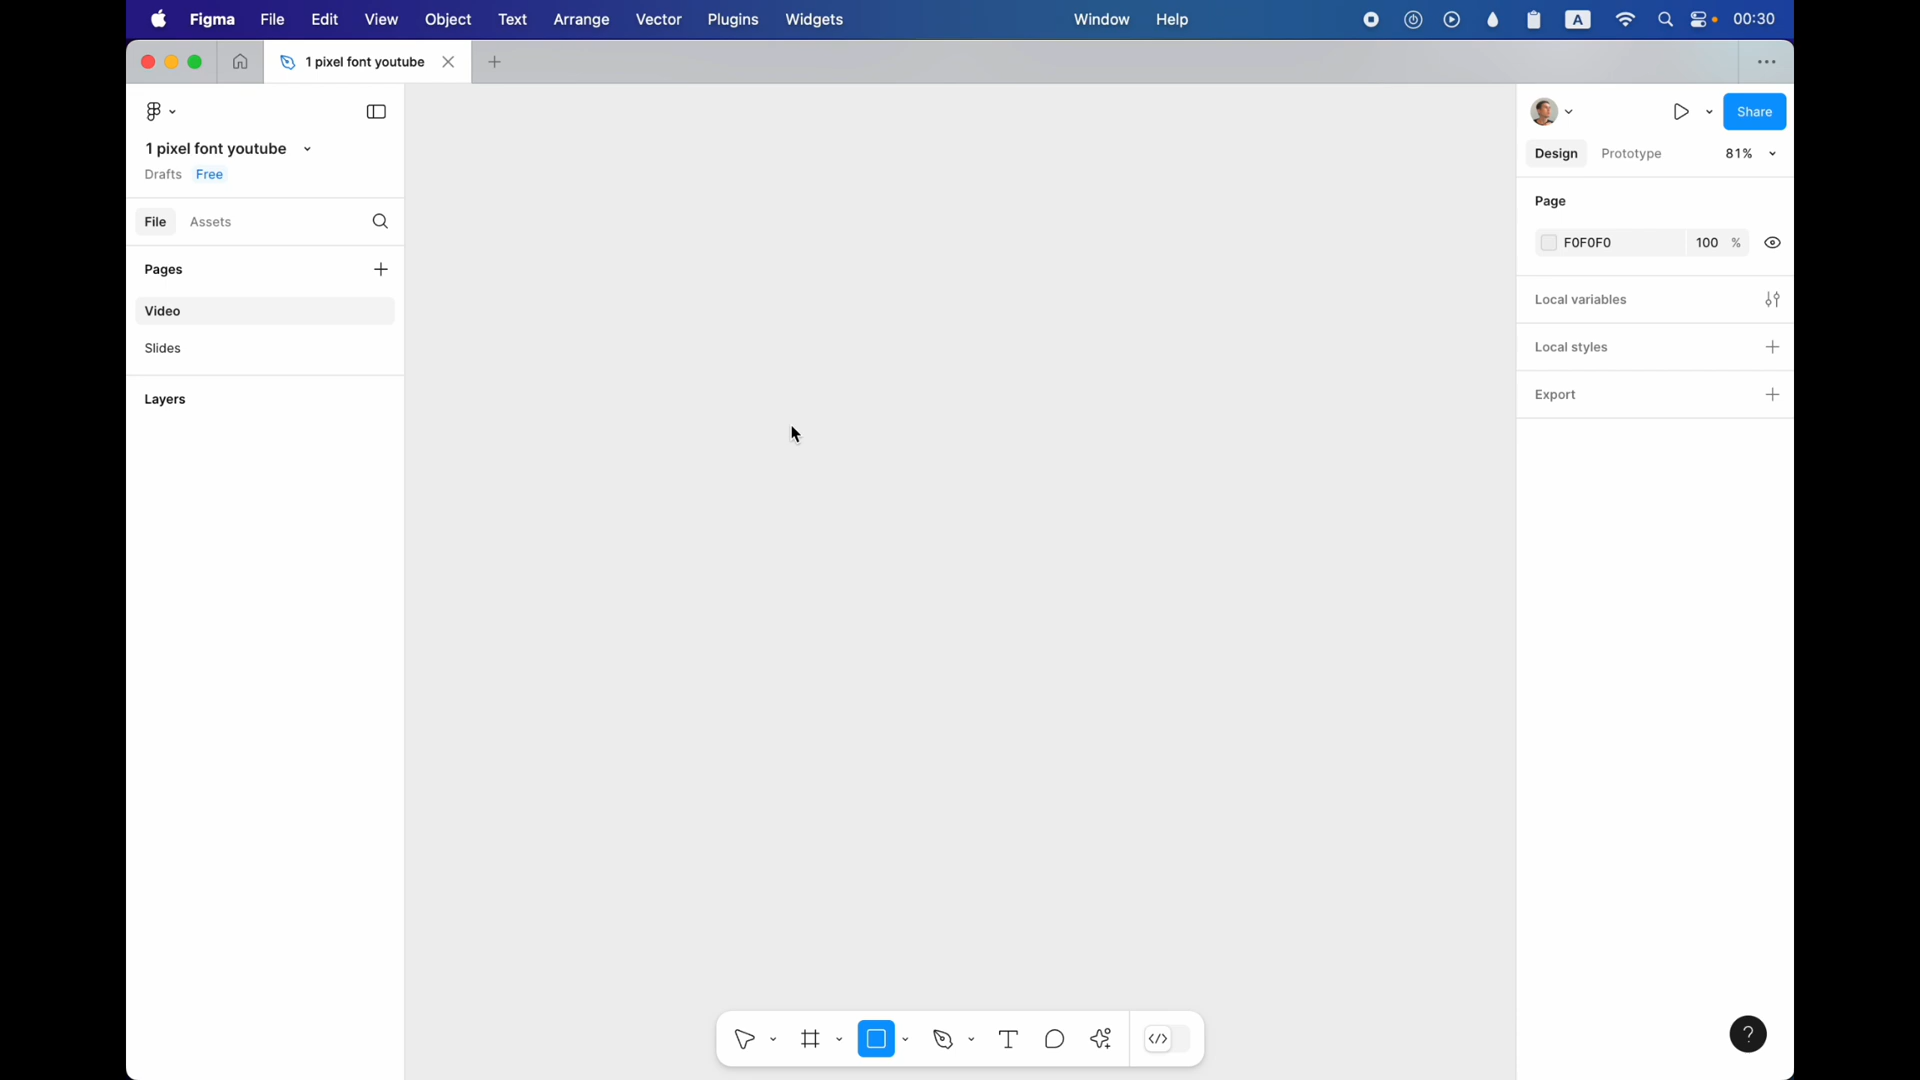 Figma File Edit View Object Text Arrange Vector Plugins Widgets Window Help A 00:30
1 pixel font youtube
1 pixel font youtube
Drafts Free
File Assets
Pages
Video
Slides
Layers
Share
Design Prototype 81%
Page
F0F0F0 100 %
Local variables
Local styles
Export
?